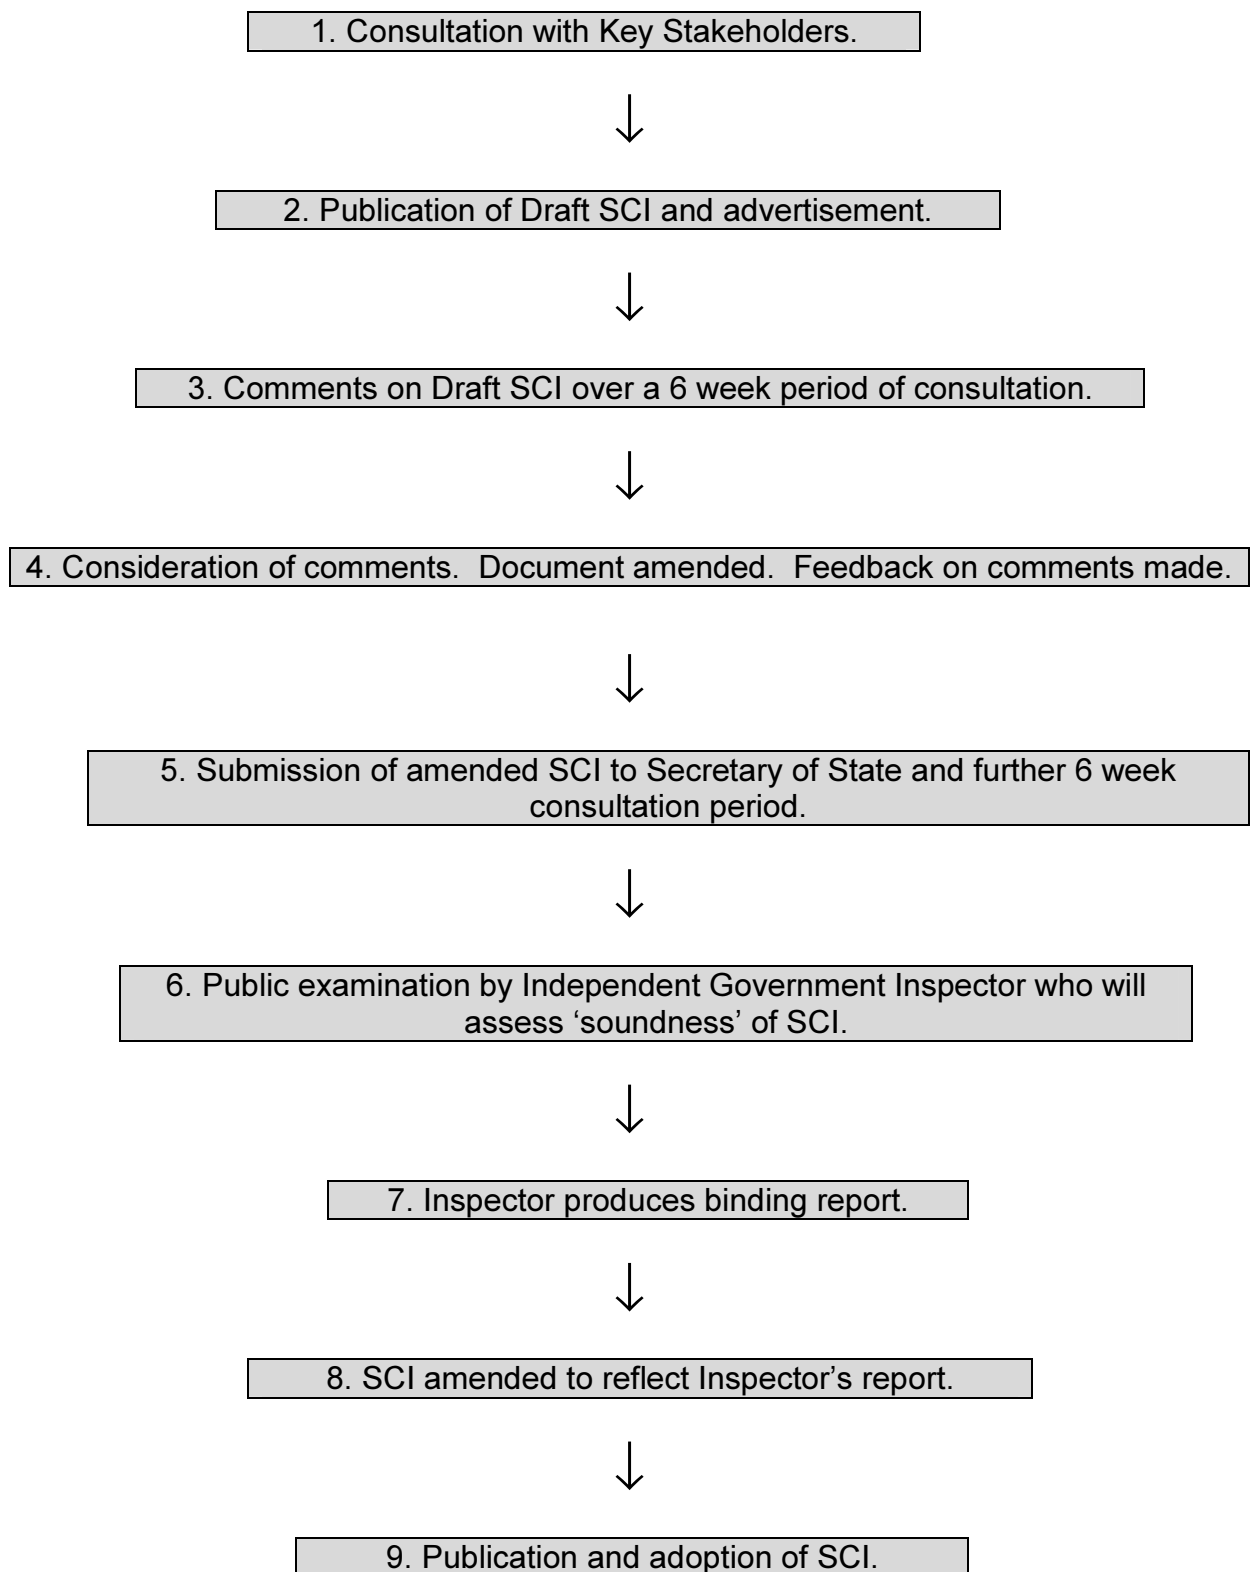 1. Consultation with Key Stakeholders.
2. Publication of Draft SCI and advertisement.
3. Comments on Draft SCI over a 6 week period of consultation.
4. Consideration of comments.  Document amended.  Feedback on comments made.
5. Submission of amended SCI to Secretary of State and further 6 week
consultation period.
6. Public examination by Independent Government Inspector who will
assess ‘soundness’ of SCI.
7. Inspector produces binding report.
8. SCI amended to reflect Inspector’s report.
9. Publication and adoption of SCI.